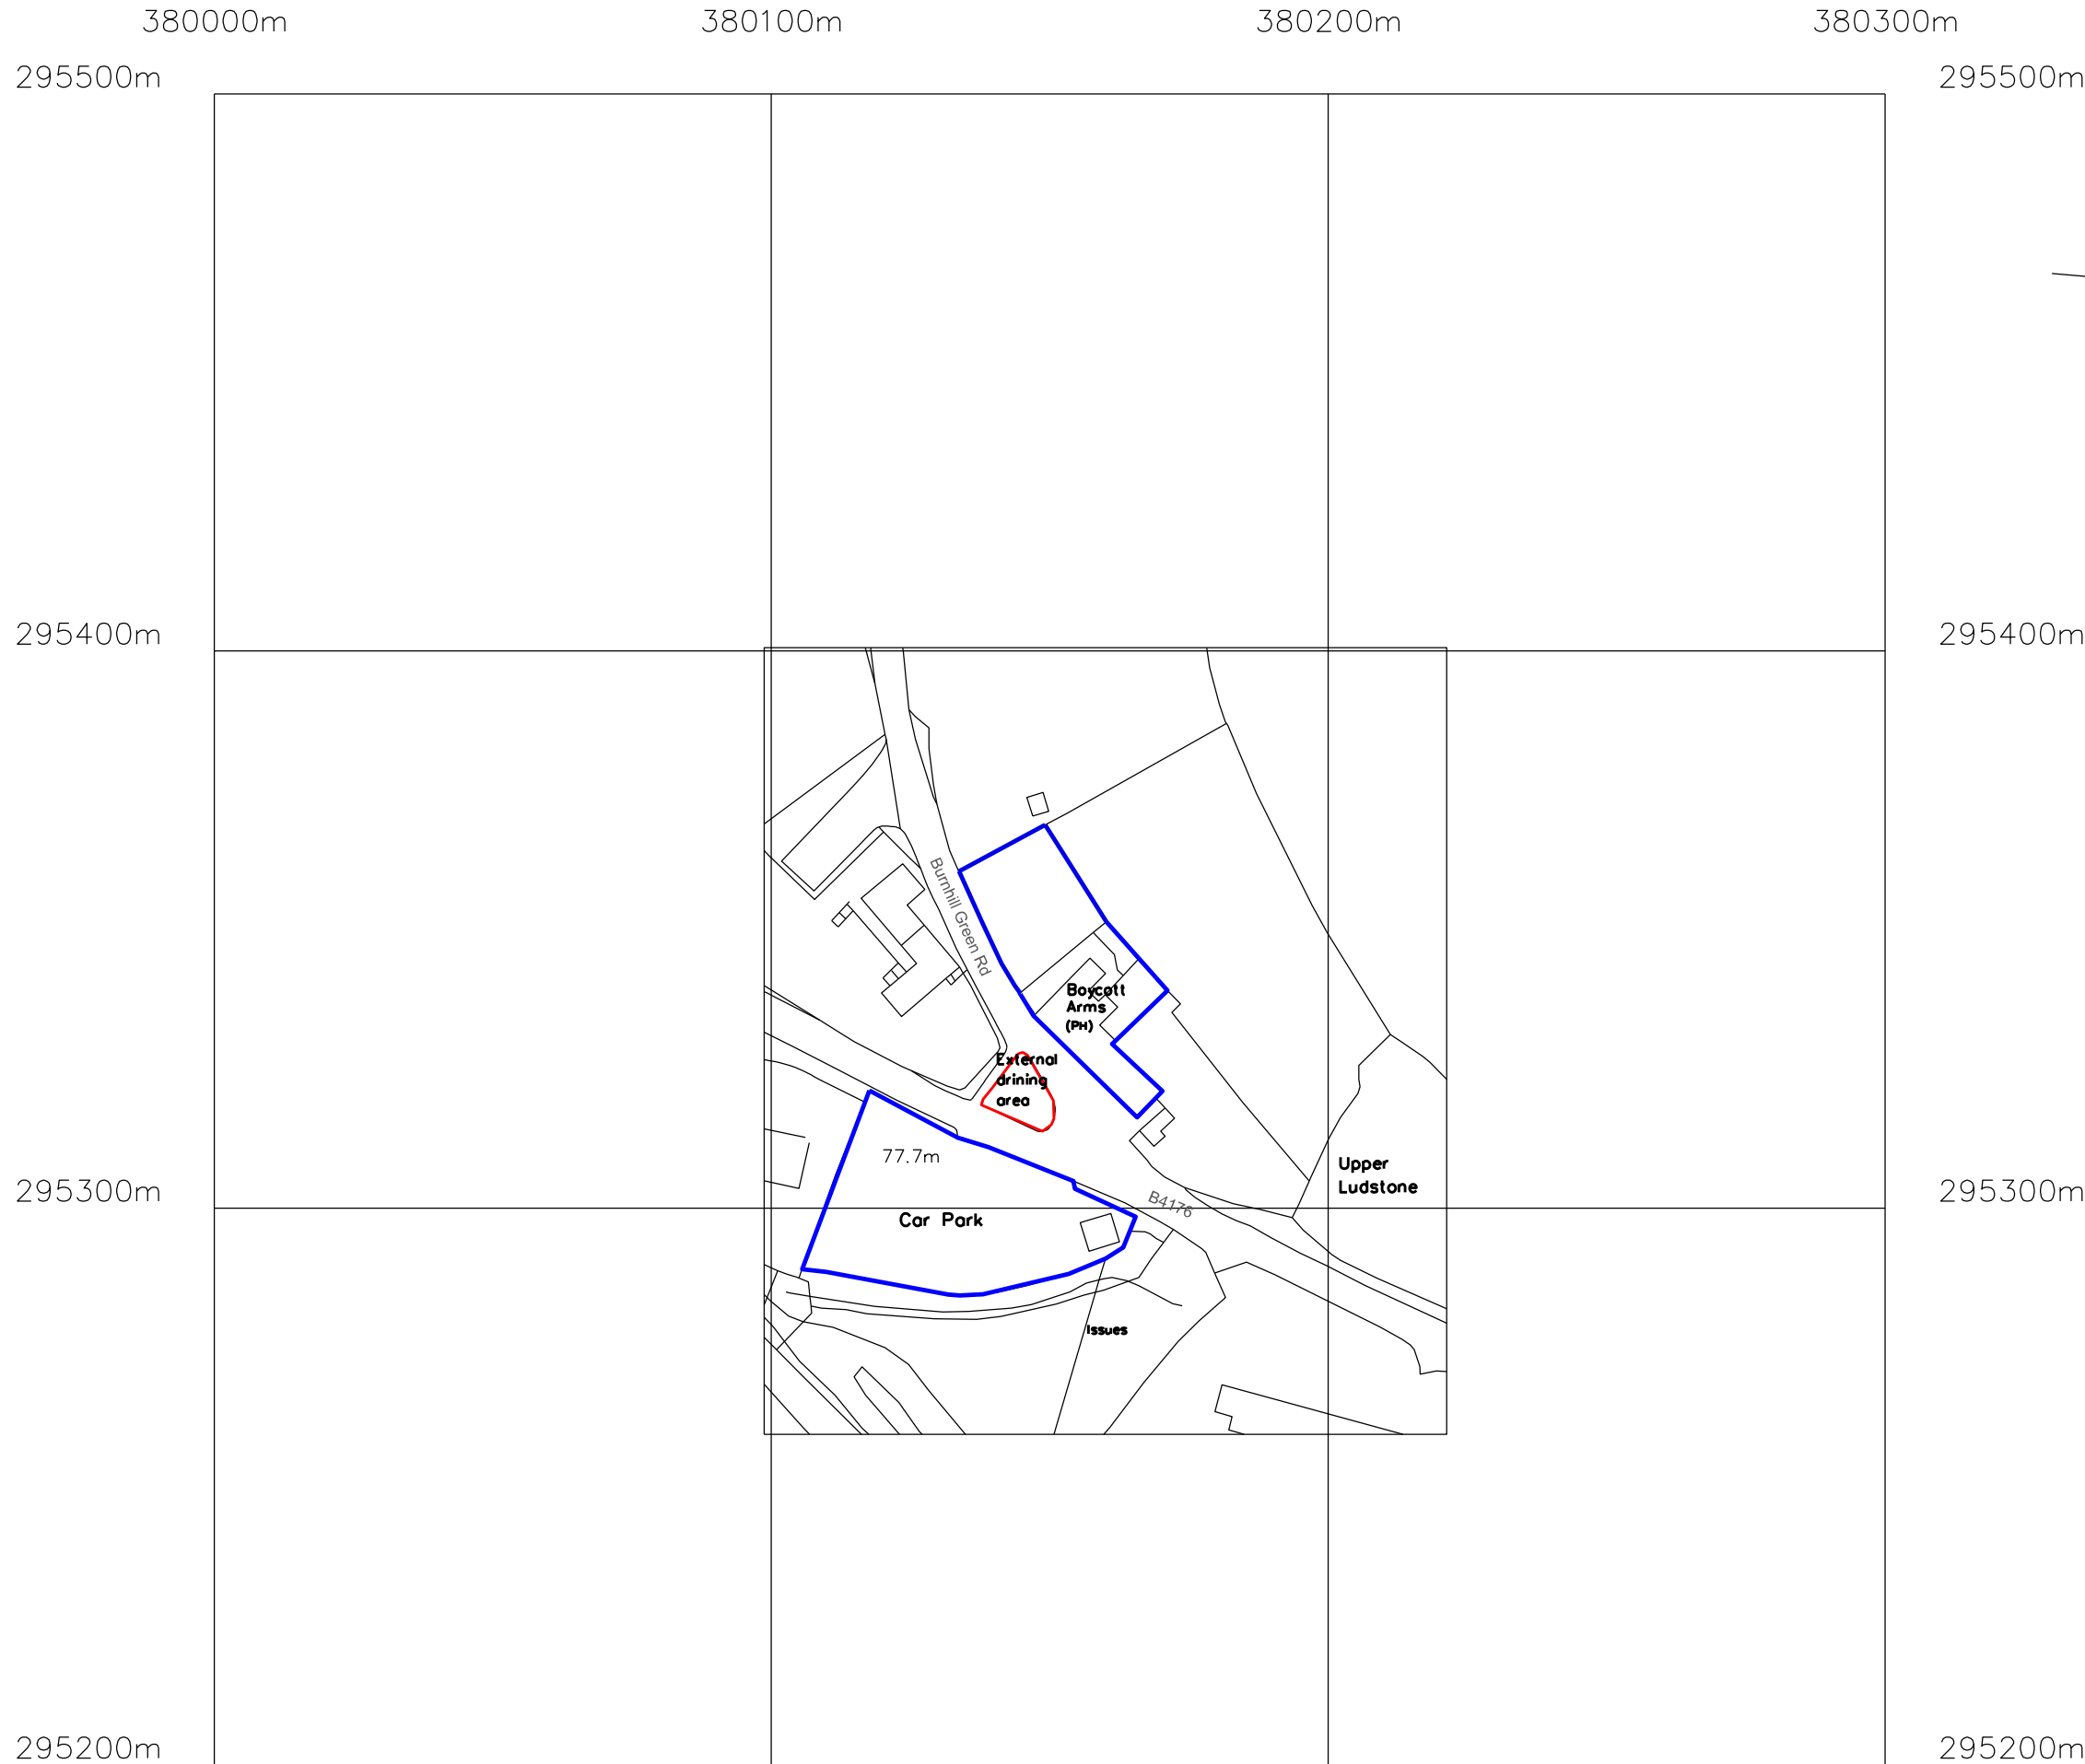 380000m
380100m
380200m
380300m
295500m
295500m
295400m
295400m
Burnhill Green Rd
Boycott
Arms
(PH)
External
drining
area
77.7m
Upper
Ludstone
295300m
B4176
295300m
Car Park
Issues
295200m
295200m